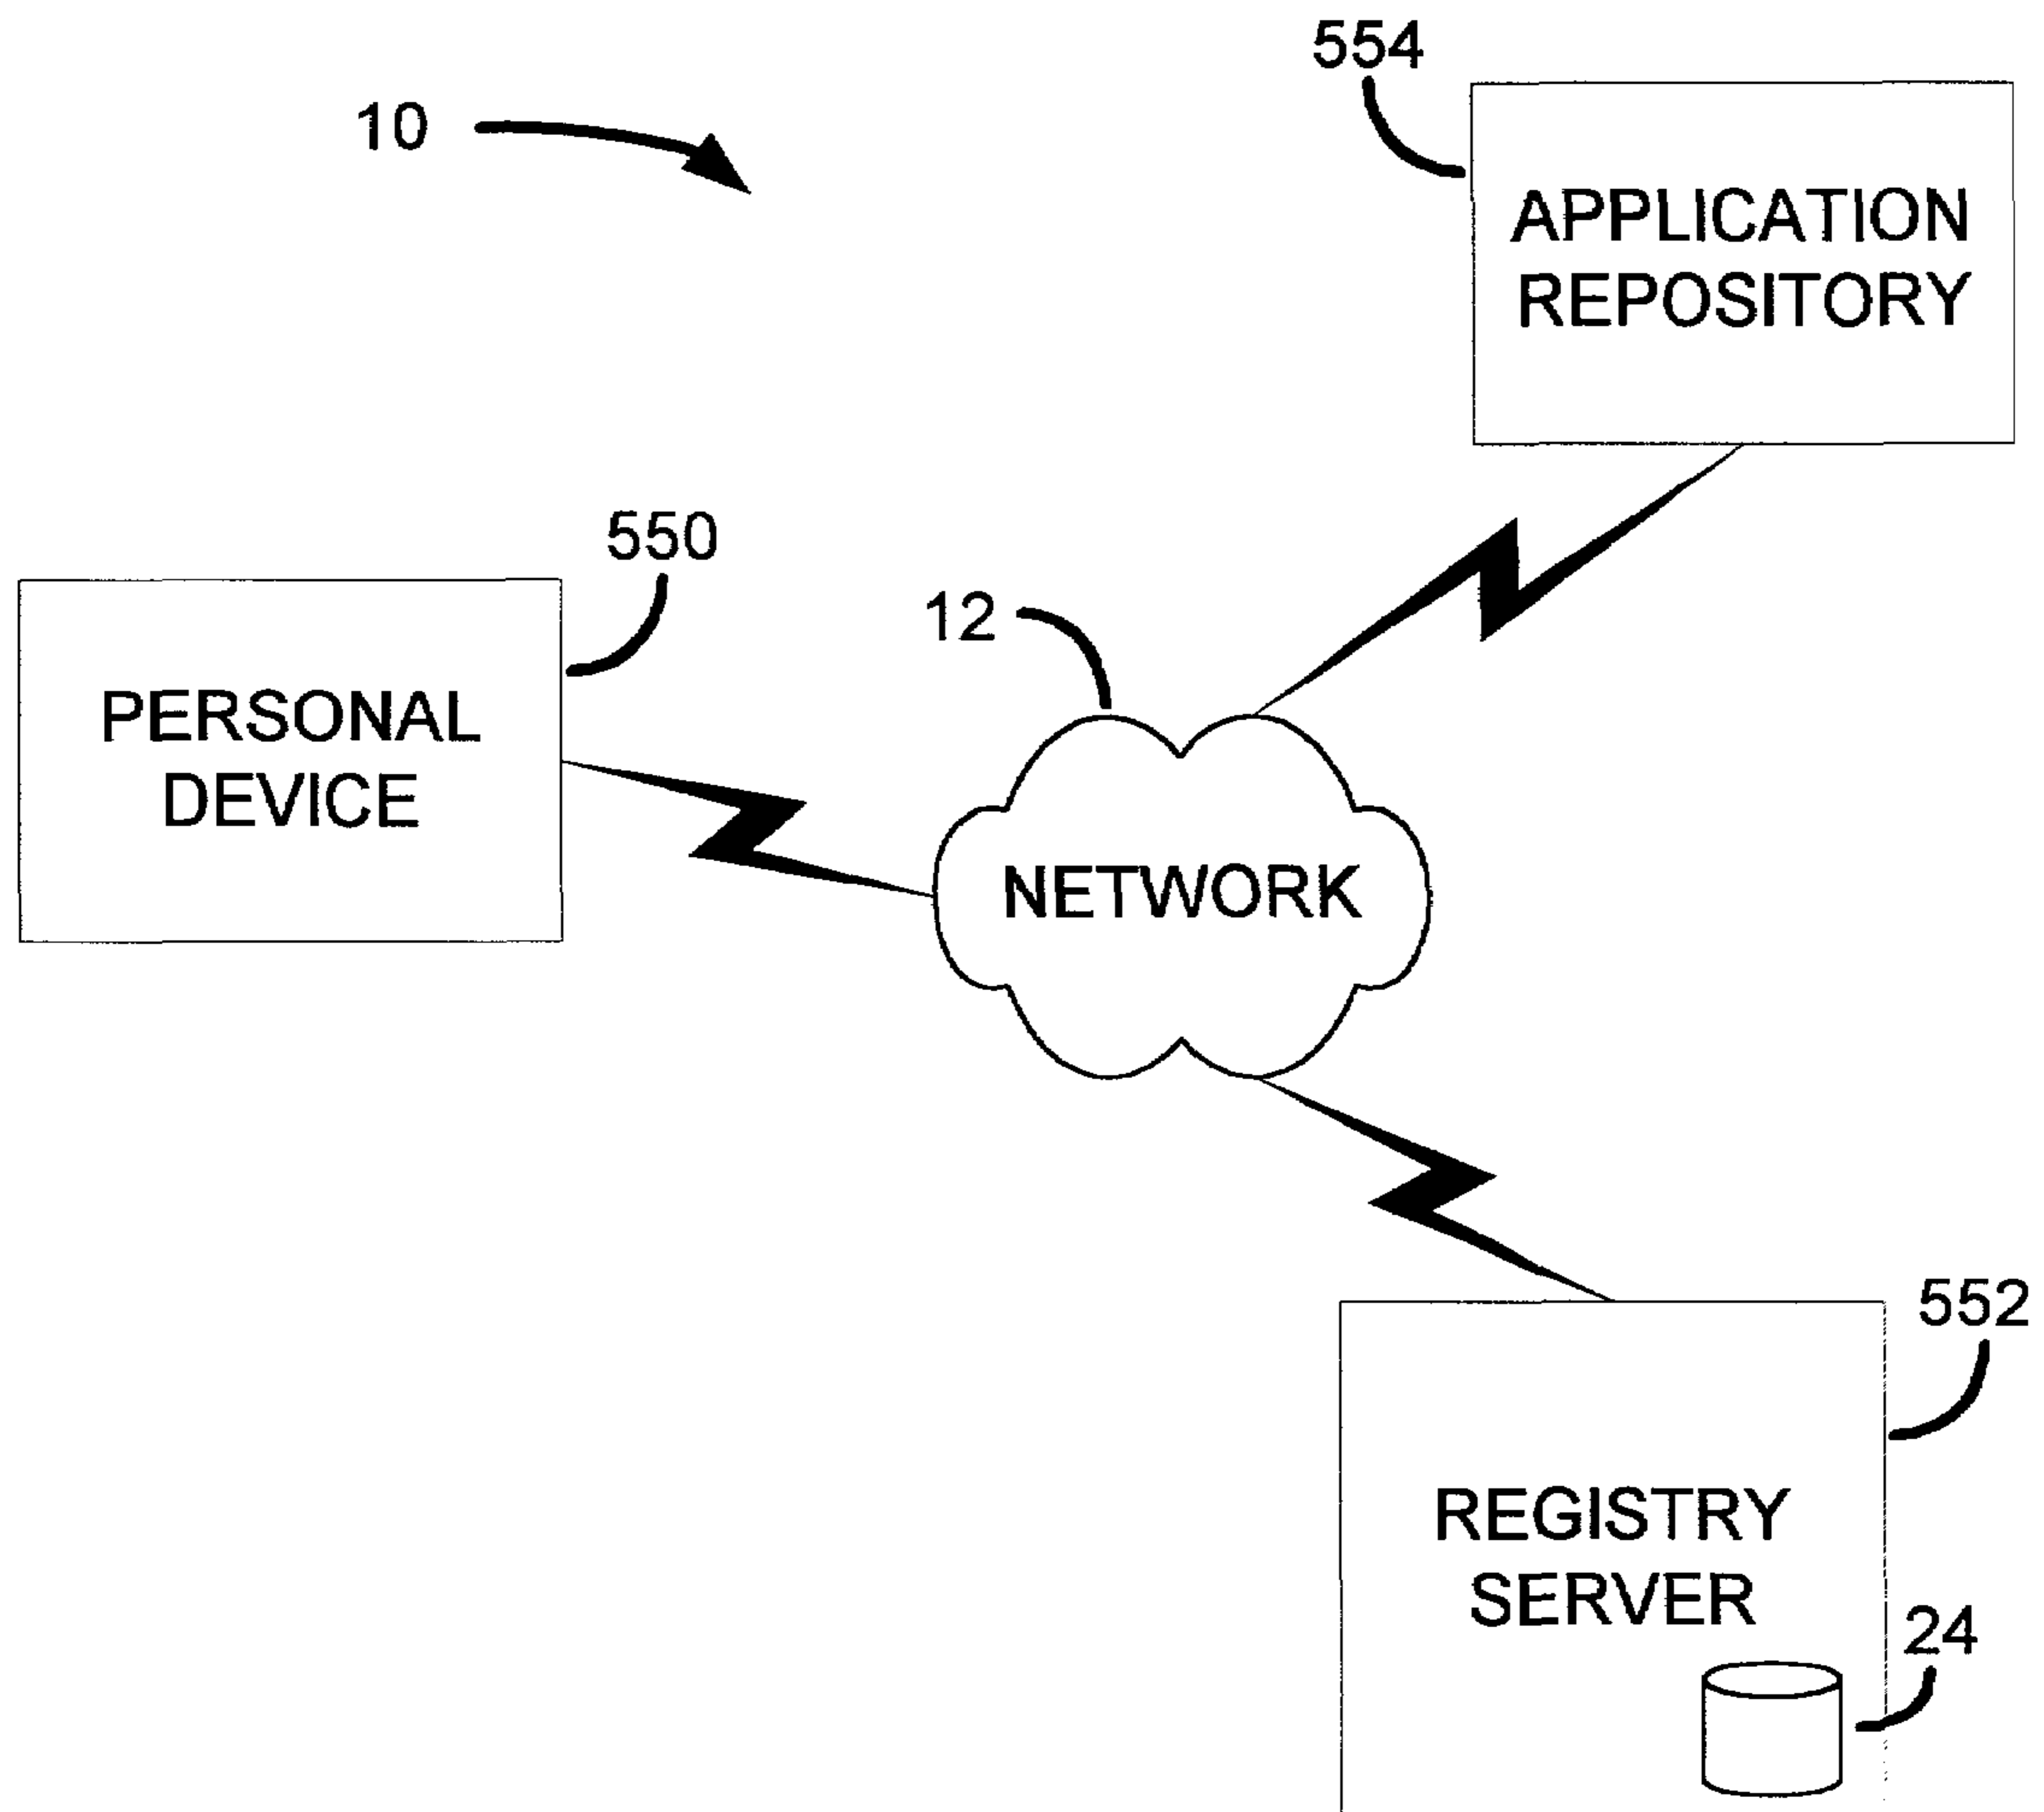 554
10
APPLICATION
REPOSITORY
550
12
PERSONAL
DEVICE
NETWORK
552
REGISTRY
SERVER
24